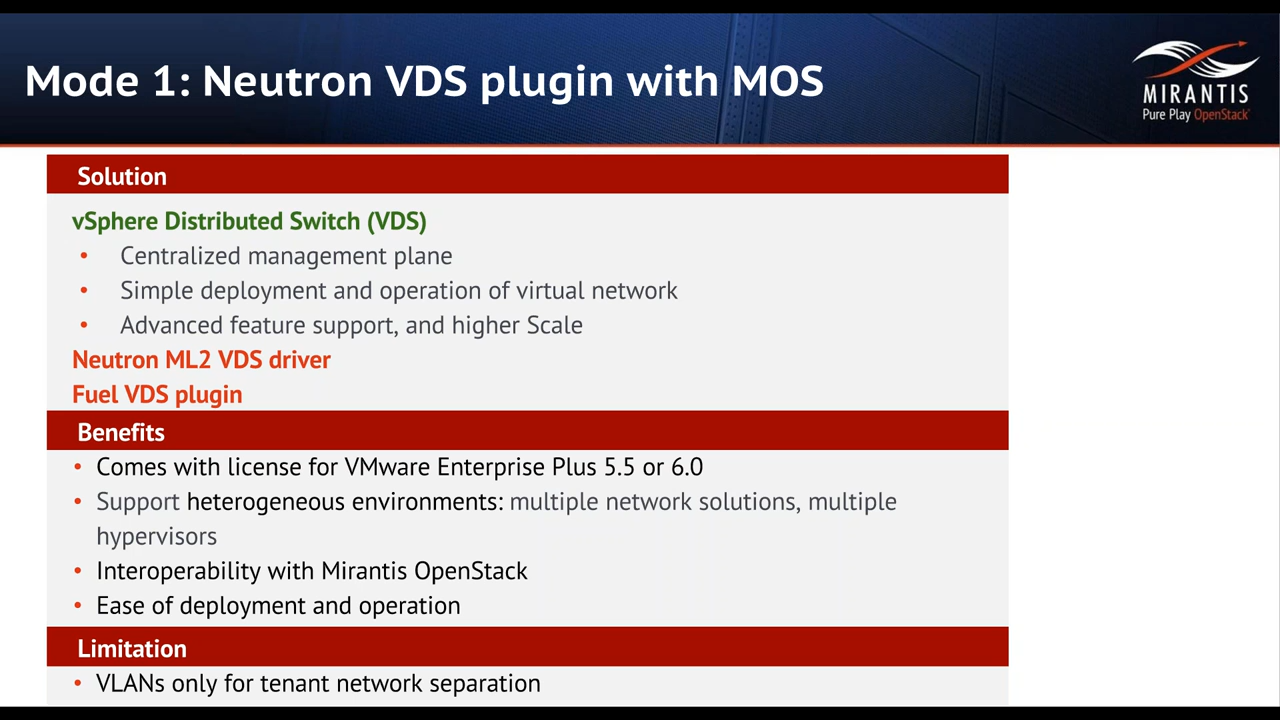 Mode 1: Neutron VDS plugin with MOS
MIRANTIS
Pure Play OpenStack
Solution
vSphere Distributed Switch (VDS)
• Centralized management plane
• Simple deployment and operation of virtual network
• Advanced feature support, and higher Scale
Neutron ML2 VDS driver
Fuel VDS plugin
Benefits
• Comes with license for VMware Enterprise Plus 5.5 or 6.0
• Support heterogeneous environments: multiple network solutions, multiple
hypervisors
• Interoperability with Mirantis OpenStack
• Ease of deployment and operation
Limitation
• VLANs only for tenant network separation